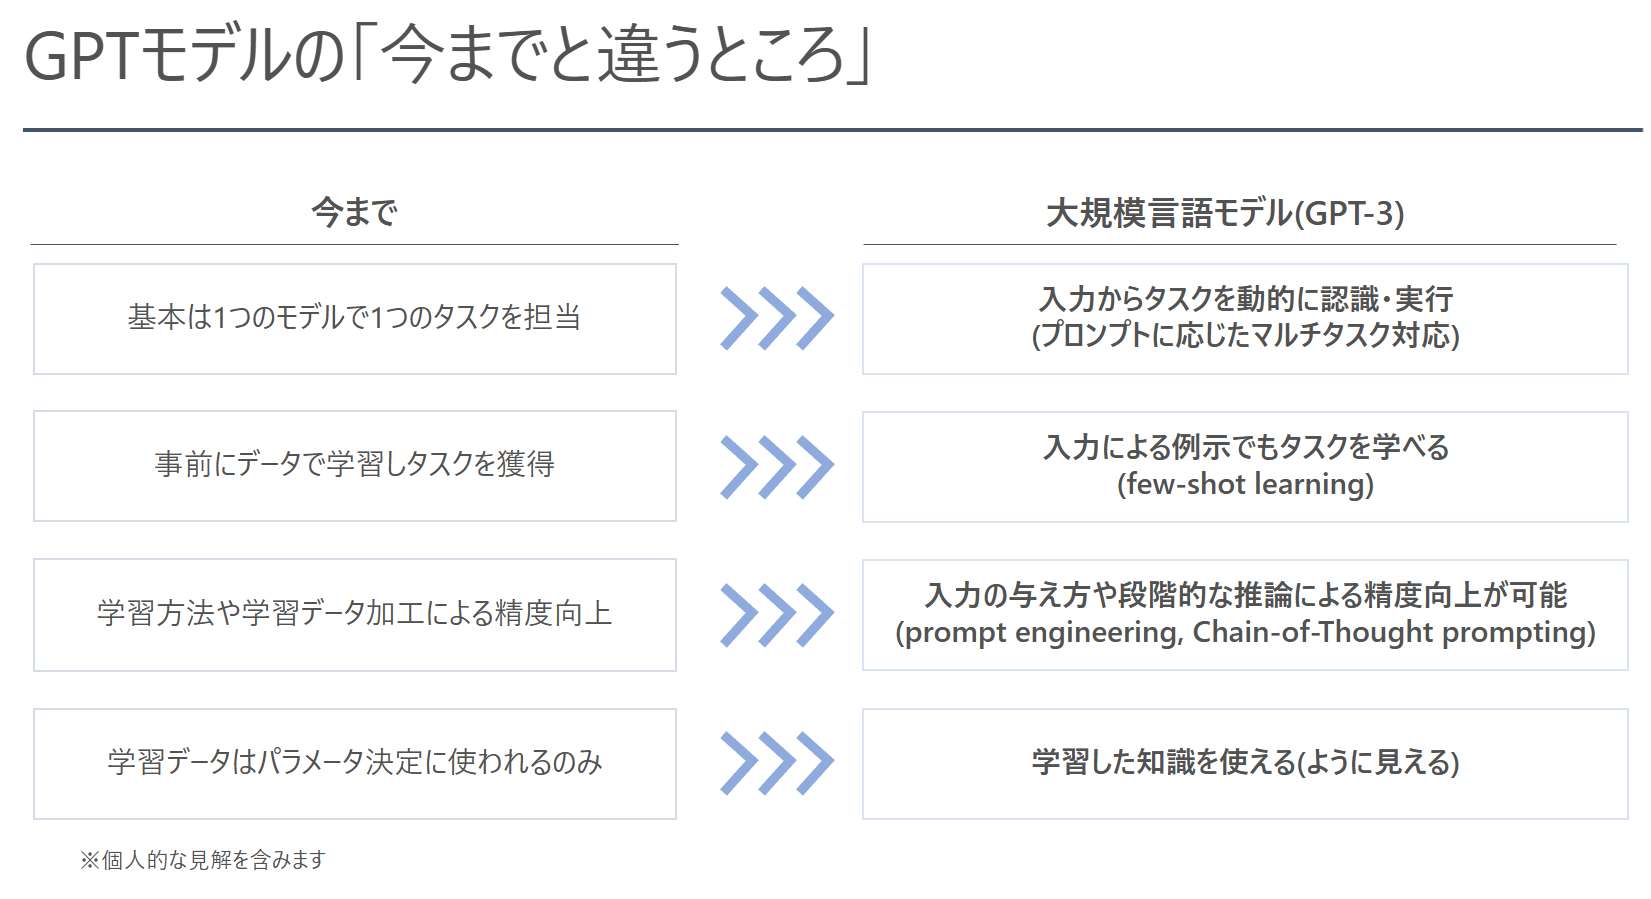 GPTモデルの「今までと違うところ」
今まで
大規模言語モデル(GPT-3)
基本は1つのモデルで1つのタスクを担当
入力からタスクを動的に認識・実行
(プロンプトに応じたマルチタスク対応)
事前にデータで学習しタスクを獲得
入力による例示でもタスクを学べる
(few-shot learning)
学習方法や学習データ加工による精度向上
入力の与え方や段階的な推論による精度向上が可能
(prompt engineering, Chain-of-Thought prompting)
学習データはパラメータ決定に使われるのみ
学習した知識を使える(ように見える)
※個人的な見解を含みます